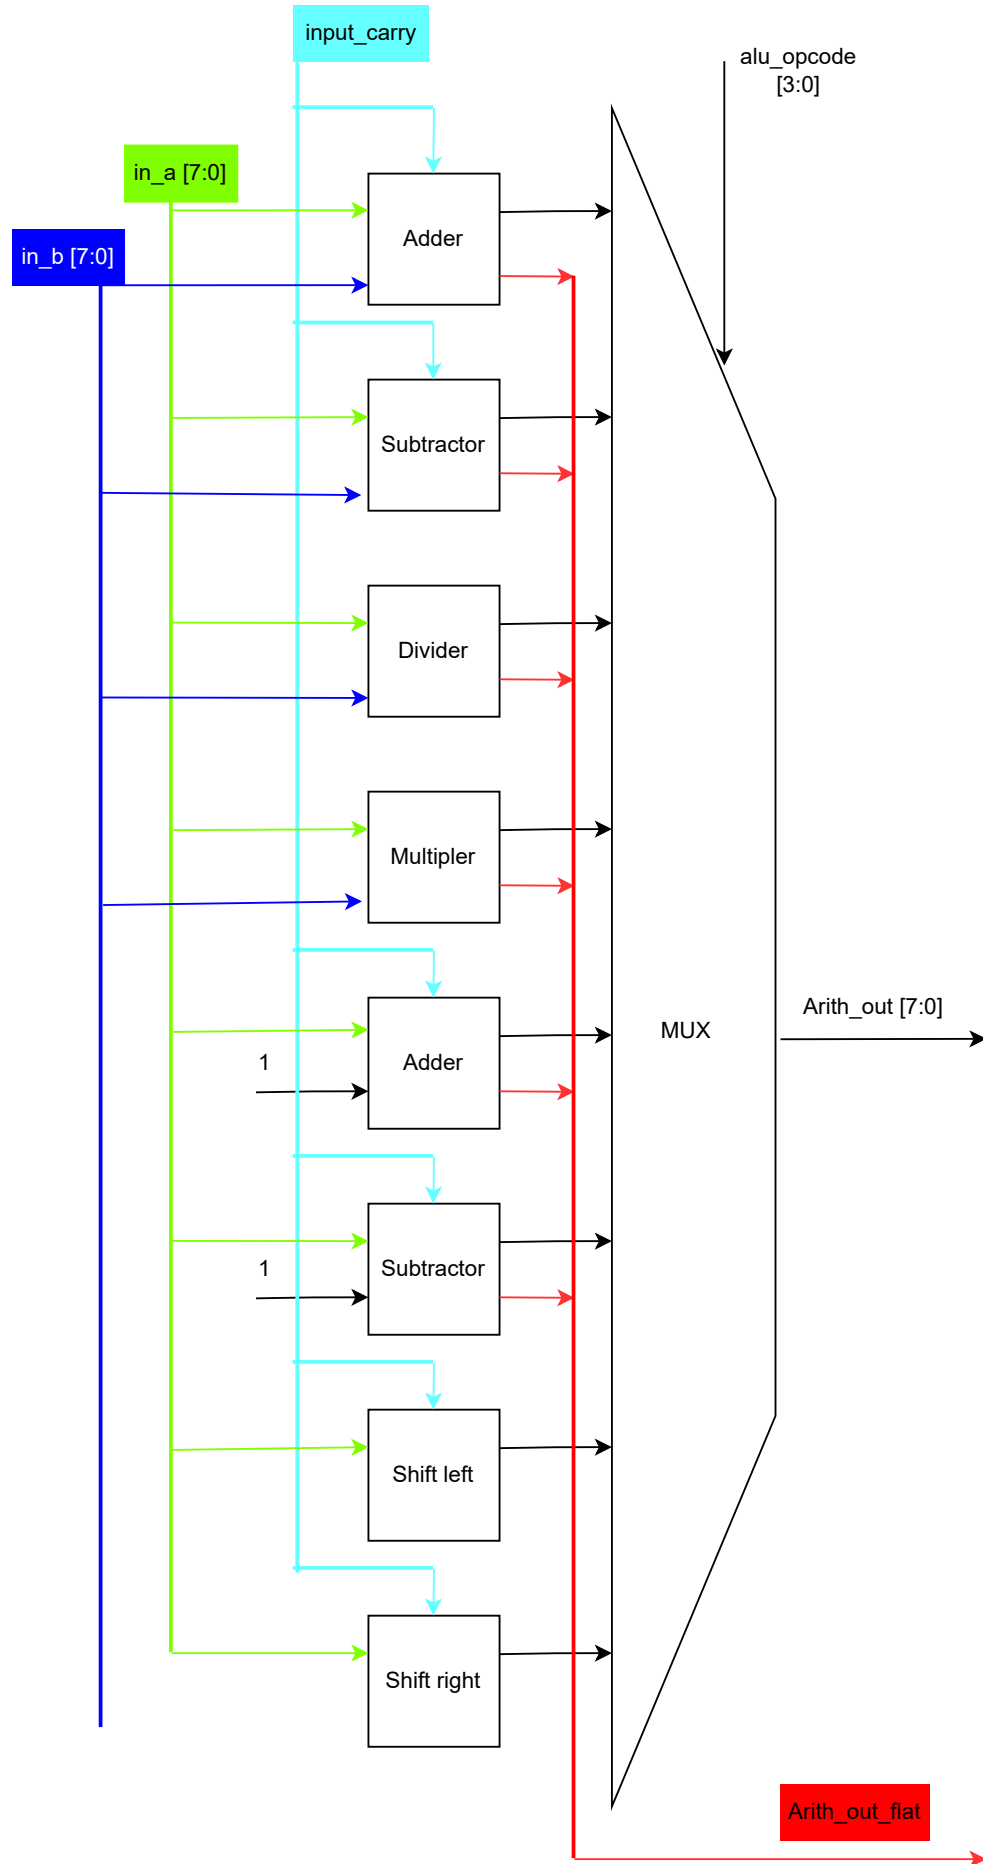 input_carry
alu_opcode
[3:0]
in_a [7:0]
in_b [7:0]
Adder
Subtractor
Divider
Multipler
Adder
1
Subtractor
1
Shift left
Shift right
MUX
Arith_out [7:0]
Arith_out_flat